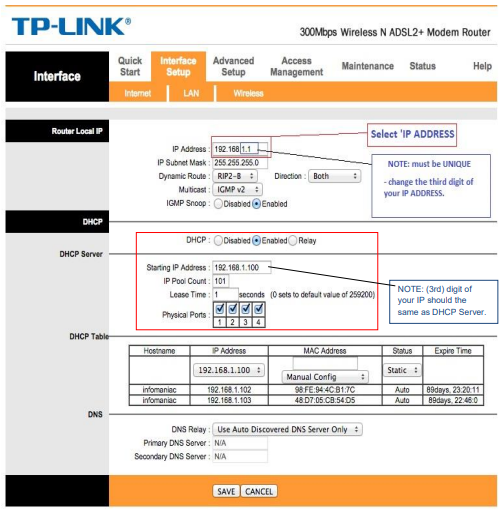 TP-LINK®
300Mbps Wireless N ADSL2+ Modem Router
Interface
Quick Start
Interface Setup
Advanced Setup
Access Management
Maintenance
Status
Help
Internet
LAN
Wireless
Router Local IP
Select 'IP ADDRESS
IP Address : 192.168.1.1
IP Subnet Mask : 255.255.255.0
Dynamic Route : RIP2-B Direction : Both
Multicast : IGMP v2
IGMP Snoop : Disabled Enabled
NOTE: must be UNIQUE
- change the third digit of
your IP ADDRESS.
DHCP
DHCP : Disabled Enabled Relay
DHCP Server
Starting IP Address : 192.168.1.100
IP Pool Count : 101
Lease Time : 1 seconds (0 sets to default value of 259200)
Physical Ports :
1 2 3 4
NOTE: (3rd) digit of
your IP should the
same as DHCP Server.
DHCP Table
Hostname IP Address MAC Address Status Expire Time
192.168.1.100 Manual Config Static
infomaniac 192.168.1.102 98:FE:94:4C:B1:7C Auto 89days, 23:20:11
infomaniac 192.168.1.103 48:D7:05:CB:54:D5 Auto 89days, 22:46:0
DNS
DNS Relay : Use Auto Discovered DNS Server Only
Primary DNS Server : N/A
Secondary DNS Server : N/A
SAVE CANCEL